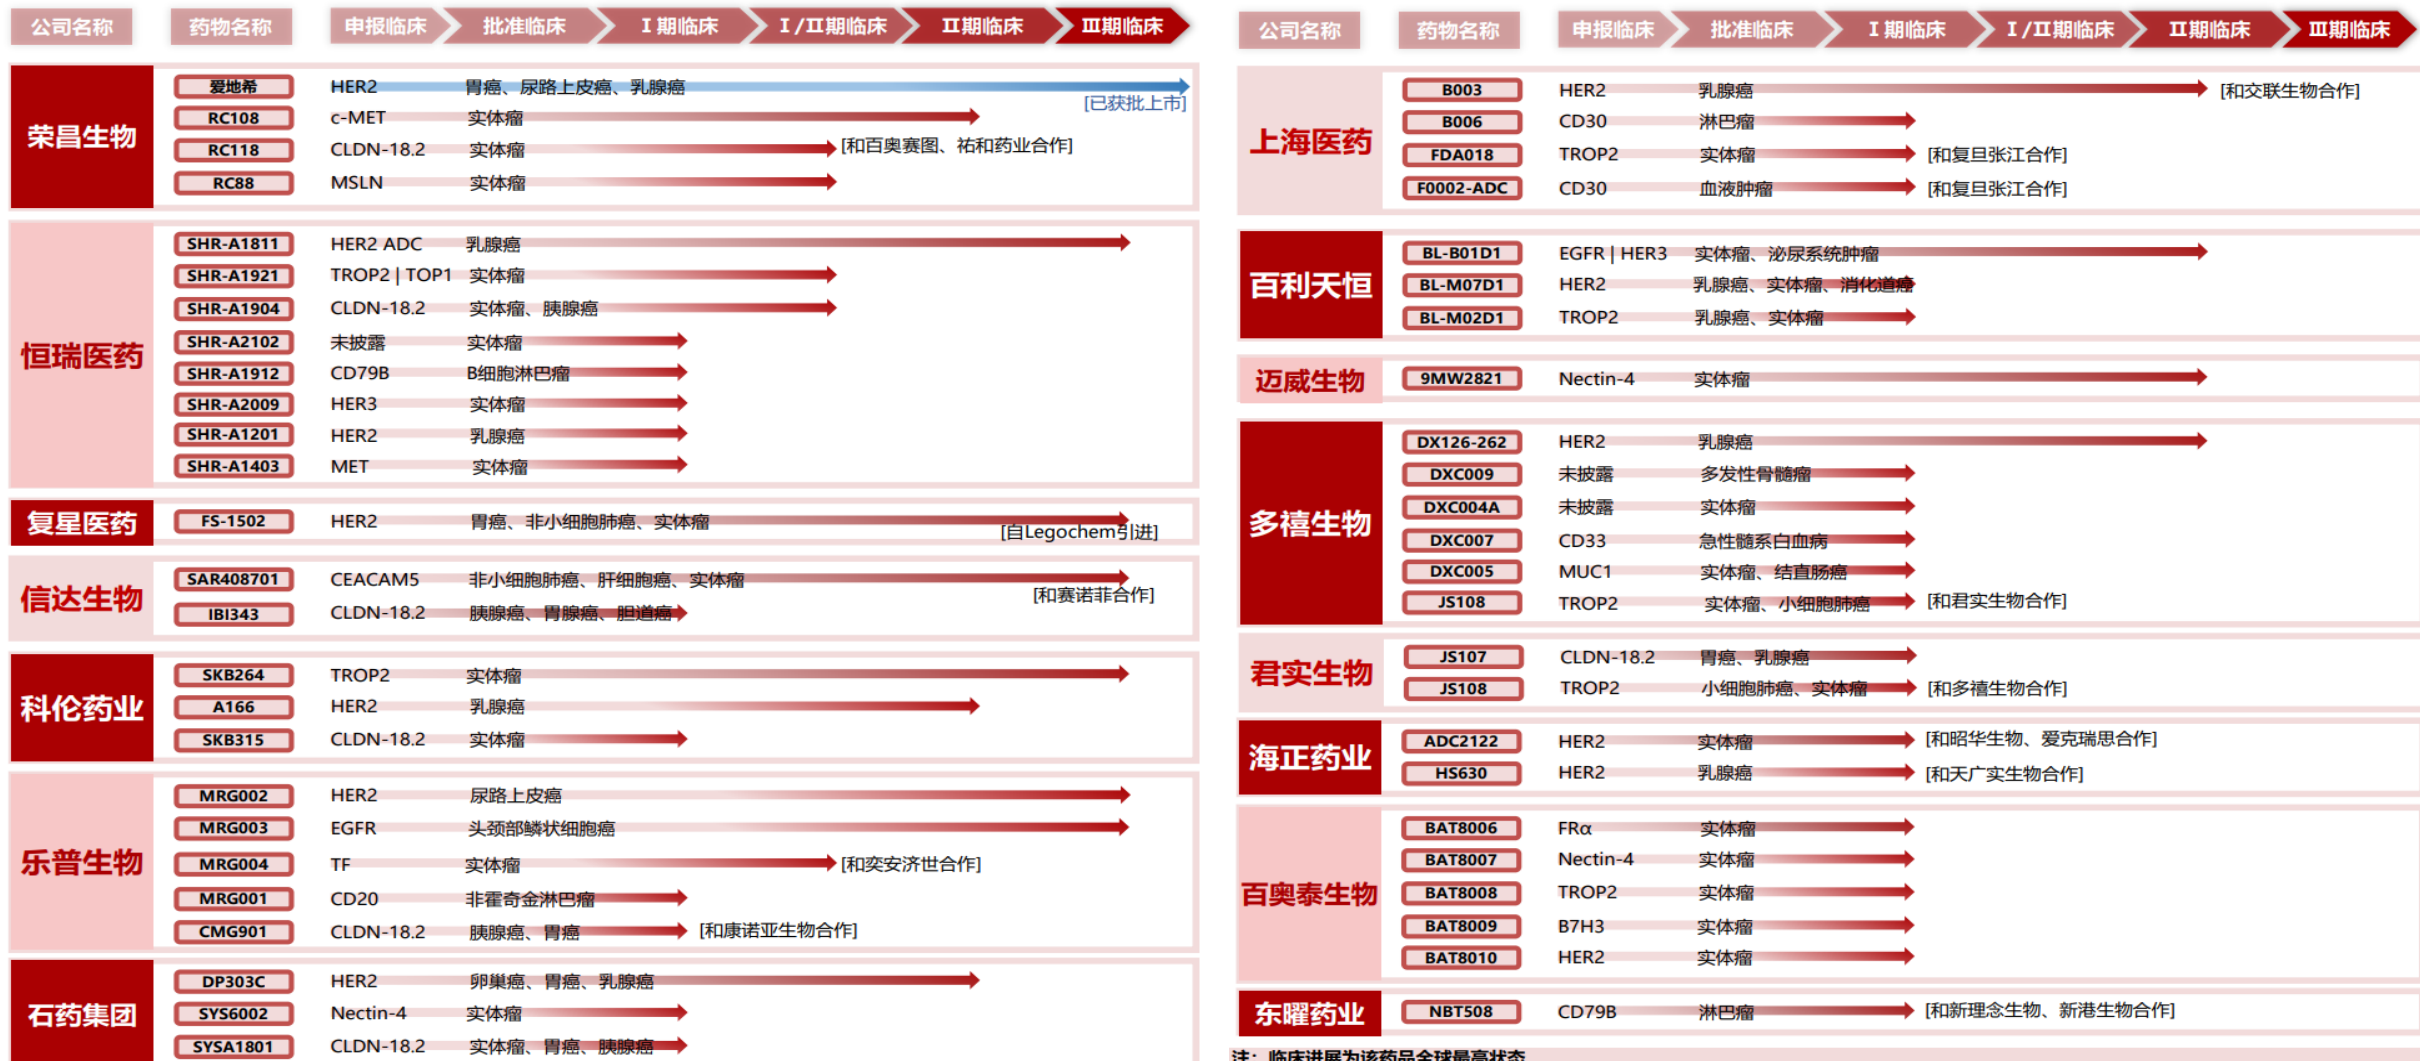 公司名称 药物名称 申报临床 批准临床 I期临床 I/II期临床 II期临床 III期临床
荣昌生物
爱地希 HER2 胃癌、尿路上皮癌、乳腺癌
[已获批上市]
RC108 c-MET 实体瘤
RC118 CLDN-18.2 实体瘤 [和百奥赛图、祐和药业合作]
RC88 MSLN 实体瘤
恒瑞医药
SHR-A1811 HER2 ADC 乳腺癌
SHR-A1921 TROP2 | TOP1 实体瘤
SHR-A1904 CLDN-18.2 实体瘤、胰腺癌
SHR-A2102 未披露 实体瘤
SHR-A1912 CD79B B细胞淋巴瘤
SHR-A2009 HER3 实体瘤
SHR-A1201 HER2 乳腺癌
SHR-A1403 MET 实体瘤
复星医药
FS-1502 HER2 胃癌、非小细胞肺癌、实体瘤
[自Legochem引进]
信达生物
SAR408701 CEACAM5 非小细胞肺癌、肝细胞癌、实体瘤
[和赛诺菲合作]
IBI343 CLDN-18.2 胰腺癌、胃腺癌、胆道癌
科伦药业
SKB264 TROP2 实体瘤
A166 HER2 乳腺癌
SKB315 CLDN-18.2 实体瘤
乐普生物
MRG002 HER2 尿路上皮癌
MRG003 EGFR 头颈部鳞状细胞癌
MRG004 TF 实体瘤 [和奕安济世合作]
MRG001 CD20 非霍奇金淋巴瘤
CMG901 CLDN-18.2 胰腺癌、胃癌 [和康诺亚生物合作]
石药集团
DP303C HER2 卵巢癌、胃癌、乳腺癌
SYS6002 Nectin-4 实体瘤
SYSA1801 CLDN-18.2 实体瘤、胃癌、胰腺癌
公司名称 药物名称 申报临床 批准临床 I期临床 I/II期临床 II期临床 III期临床
上海医药
B003 HER2 乳腺癌 [和交联生物合作]
B006 CD30 淋巴瘤
FDA018 TROP2 实体瘤 [和复旦张江合作]
F0002-ADC CD30 血液肿瘤 [和复旦张江合作]
百利天恒
BL-B01D1 EGFR | HER3 实体瘤、泌尿系统肿瘤
BL-M07D1 HER2 乳腺癌、实体瘤、消化道癌
BL-M02D1 TROP2 乳腺癌、实体瘤
迈威生物
9MW2821 Nectin-4 实体瘤
多禧生物
DX126-262 HER2 乳腺癌
DXC009 未披露 多发性骨髓瘤
DXC004A 未披露 实体瘤
DXC007 CD33 急性髓系白血病
DXC005 MUC1 实体瘤、结直肠癌
JS108 TROP2 实体瘤、小细胞肺癌 [和君实生物合作]
君实生物
JS107 CLDN-18.2 胃癌、乳腺癌
JS108 TROP2 小细胞肺癌、实体瘤 [和多禧生物合作]
海正药业
ADC2122 HER2 实体瘤 [和昭华生物、爱克瑞思合作]
HS630 HER2 乳腺癌 [和天广实生物合作]
百奥泰生物
BAT8006 FRα 实体瘤
BAT8007 Nectin-4 实体瘤
BAT8008 TROP2 实体瘤
BAT8009 B7H3 实体瘤
BAT8010 HER2 实体瘤
东曜药业
NBT508 CD79B 淋巴瘤 [和新理念生物、新港生物合作]
注：临床进展为该药品全球最高状态